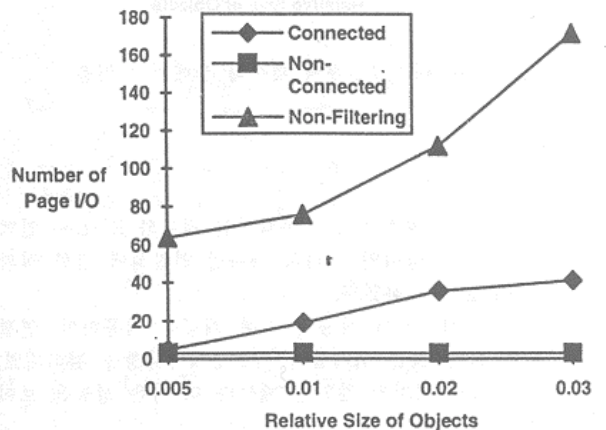 180
160
140
120
100
80
60
40
20
0
Number of
Page I/O
Connected
Non-
Connected
Non-Filtering
0.005
0.01
0.02
0.03
Relative Size of Objects